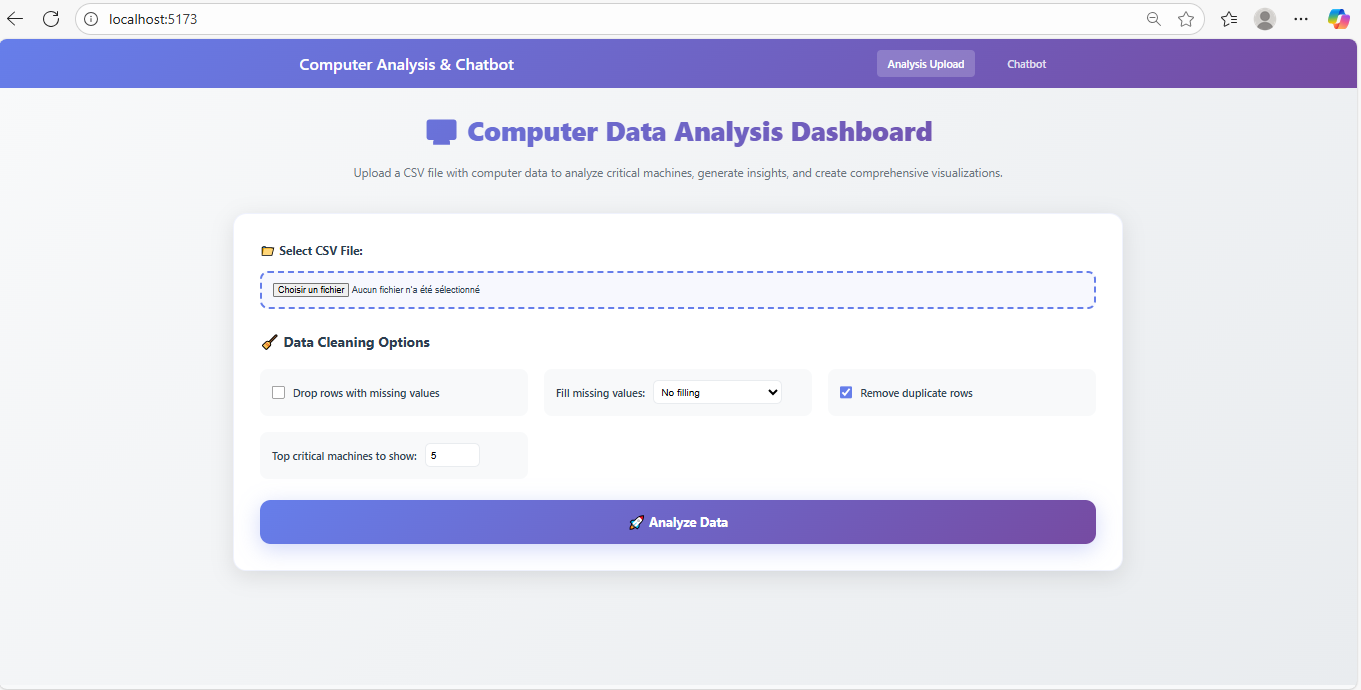 localhost:5173
Computer Analysis & Chatbot
Analysis Upload
Chatbot
Computer Data Analysis Dashboard
Upload a CSV file with computer data to analyze critical machines, generate insights, and create comprehensive visualizations.
Select CSV File:
Choisir un fichier Aucun fichier n'a été sélectionné
Data Cleaning Options
Drop rows with missing values
Fill missing values: No filling
Remove duplicate rows
Top critical machines to show: 5
Analyze Data